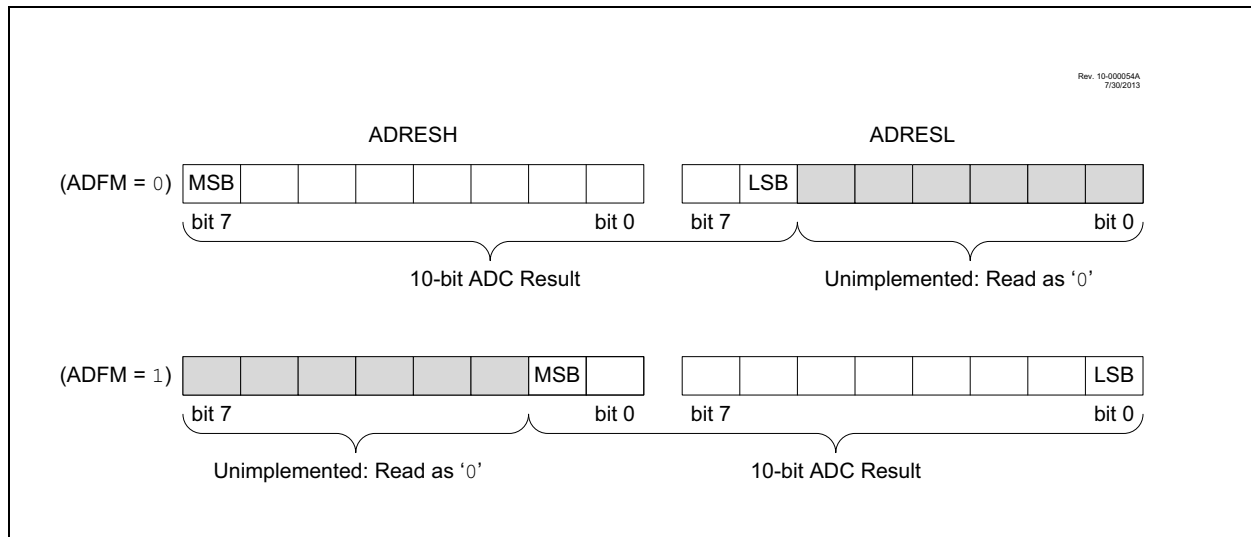 Rev. 10-000054A
7/30/2013
ADRESH ADRESL
(ADFM = 0) MSB LSB
bit 7 bit 0 bit 7 bit 0
10-bit ADC Result Unimplemented: Read as ‘0’
(ADFM = 1) MSB LSB
bit 7 bit 0 bit 7 bit 0
Unimplemented: Read as ‘0’ 10-bit ADC Result